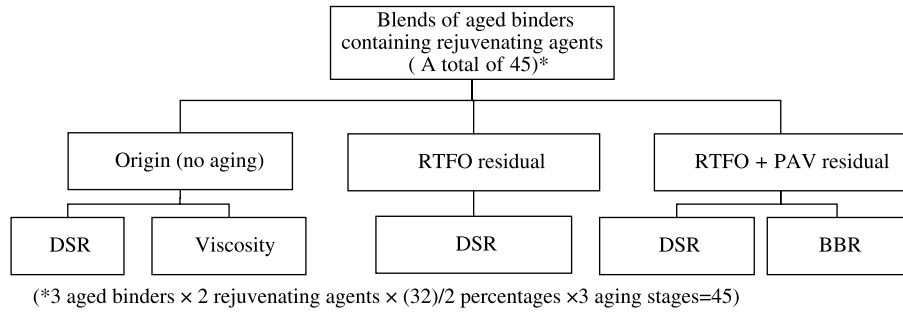 Blends of aged binders
containing rejuvenating agents
( A total of 45)*
Origin (no aging)
RTFO residual
RTFO + PAV residual
DSR
Viscosity
DSR
DSR
BBR
(*3 aged binders × 2 rejuvenating agents × (32)/2 percentages ×3 aging stages=45)